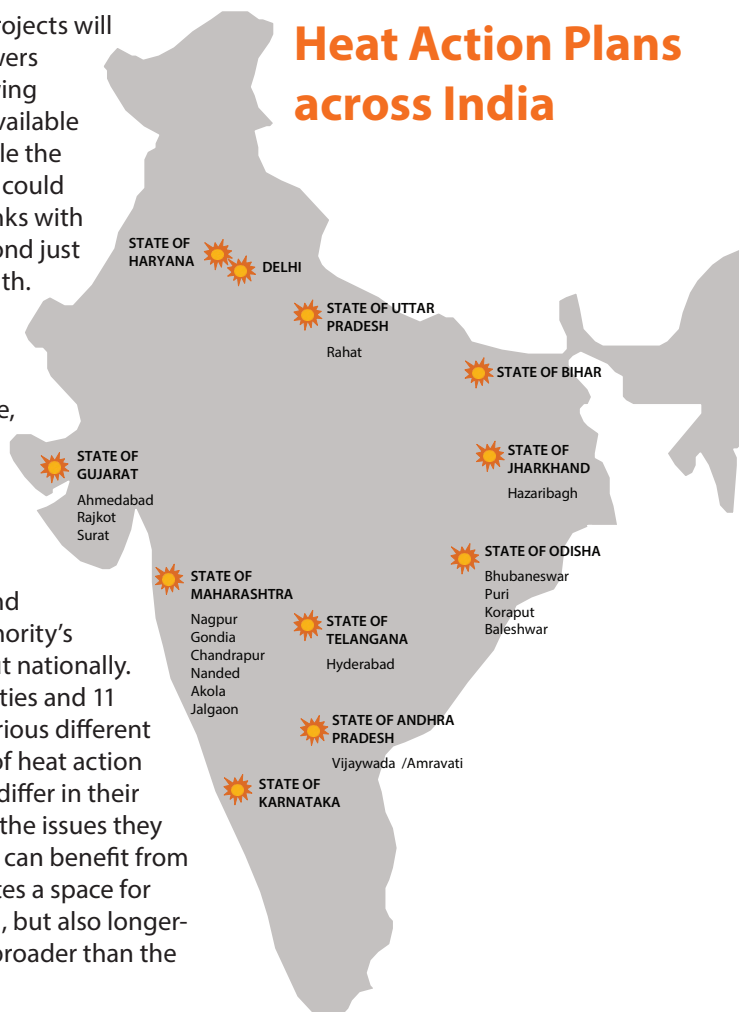 Heat Action Plans
across India
rojects will
wers
ring
vailable
le the
could
nks with
ond just
th.
e,
nd
nority's
ut nationally.
ties and 11
rious different
of heat action
differ in their
the issues they
can benefit from
tes a space for
, but also longer-
broader than the
STATE OF
HARYANA
DELHI
STATE OF UTTAR
PRADESH
Rahat
STATE OF BIHAR
STATE OF
GUJARAT
Ahmedabad
Rajkot
Surat
STATE OF
JHARKHAND
Hazaribagh
STATE OF ODISHA
Bhubaneswar
Puri
Koraput
Baleshwar
STATE OF
MAHARASHTRA
Nagpur
Gondia
Chandrapur
Nanded
Akola
Jalgaon
STATE OF
TELANGANA
Hyderabad
STATE OF ANDHRA
PRADESH
Vijaywada /Amravati
STATE OF
KARNATAKA